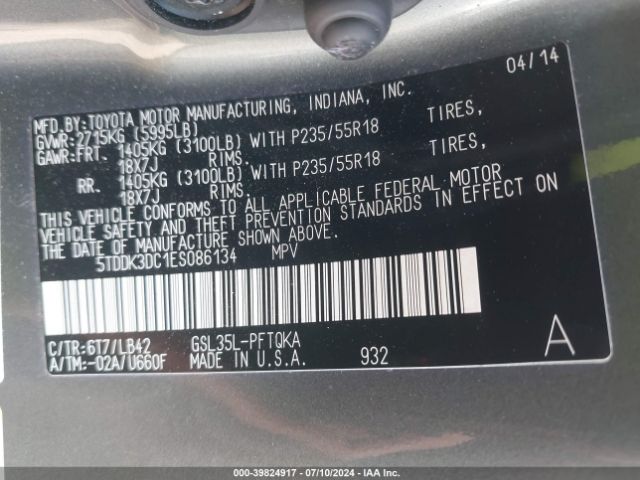 04/14
MFD.BY:TOYOTA MOTOR MANUFACTURING, INDIANA, INC.
GVWR:2715KG (5995LB)
GAWR:FRT. 1405KG (3100LB) WITH P235/55R18 TIRES,
18X7J RIMS.
RR. 1405KG (3100LB) WITH P235/55R18 TIRES,
18X7J RIMS.
THIS VEHICLE CONFORMS TO ALL APPLICABLE FEDERAL MOTOR
VEHICLE SAFETY AND THEFT PREVENTION STANDARDS IN EFFECT ON
THE DATE OF MANUFACTURE SHOWN ABOVE.
5TDDK3DC1ES086134 MPV
C/TR:6T7/LB42 GSL35L-PFTQKA
A/TM:-02A/U660F MADE IN U.S.A. 932 A
000-39824917 - 07/10/2024 - IAA Inc.